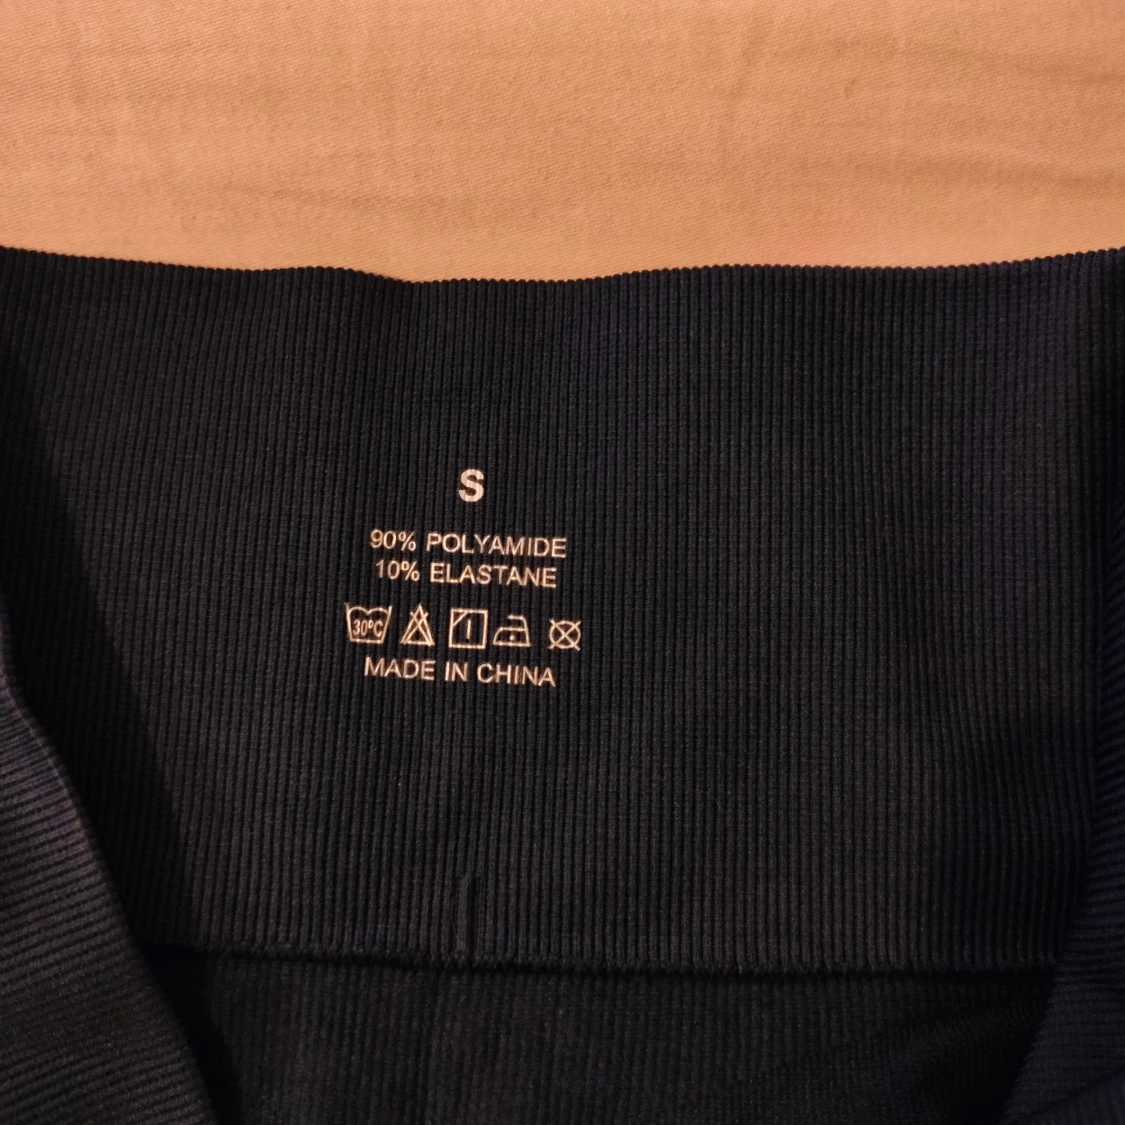 S
90% POLYAMIDE
10% ELASTANE
30°C
MADE IN CHINA